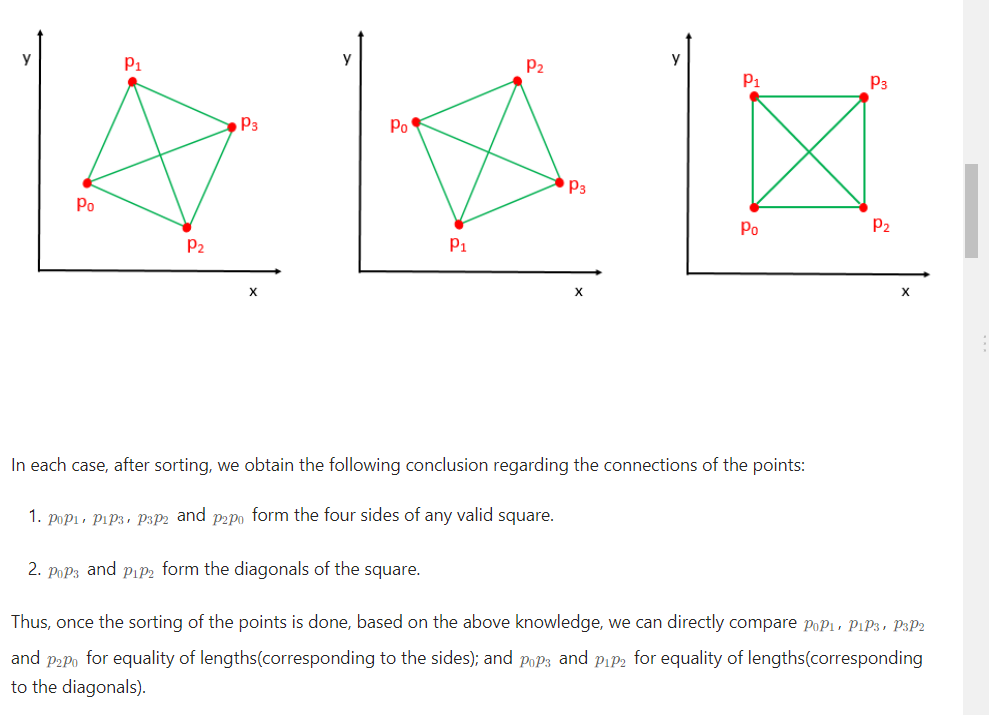 y
P₁
P₃
P₀
P₂
x
y
P₂
P₀
P₃
P₁
x
y
P₁
P₃
P₀
P₂
x
In each case, after sorting, we obtain the following conclusion regarding the connections of the points:
1. p₀p₁, p₁p₃, p₃p₂ and p₂p₀ form the four sides of any valid square.
2. p₀p₃ and p₁p₂ form the diagonals of the square.
Thus, once the sorting of the points is done, based on the above knowledge, we can directly compare p₀p₁, p₁p₃, p₃p₂
and p₂p₀ for equality of lengths(corresponding to the sides); and p₀p₃ and p₁p₂ for equality of lengths(corresponding
to the diagonals).